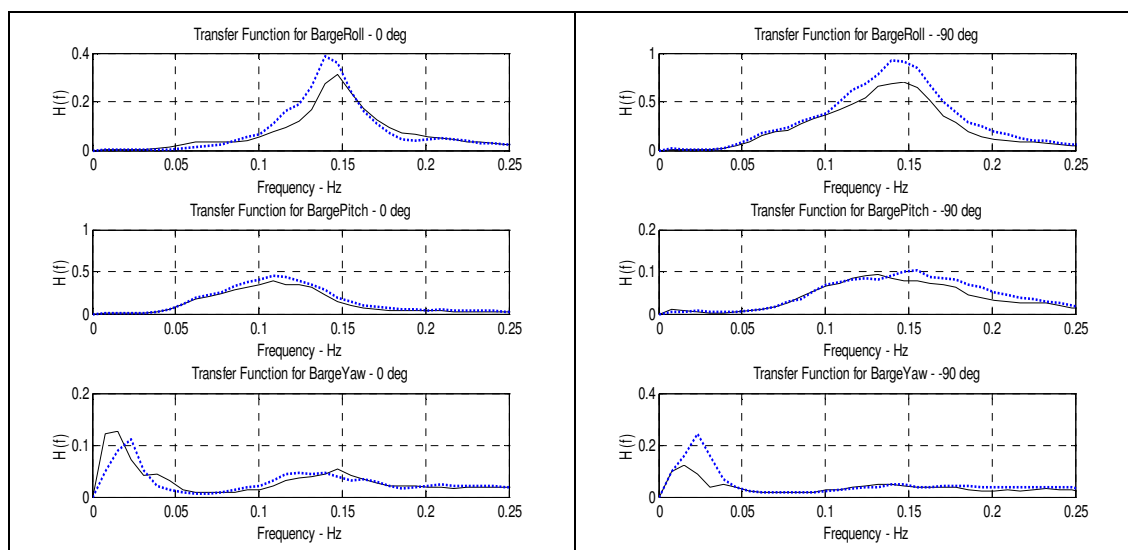 Transfer Function for BargeRoll - 0 deg
0.4
0.2
0
H(f)
0 0.05 0.1 0.15 0.2 0.25
Frequency - Hz
Transfer Function for BargePitch - 0 deg
1
0.5
0
H(f)
0 0.05 0.1 0.15 0.2 0.25
Frequency - Hz
Transfer Function for BargeYaw - 0 deg
0.2
0.1
0
H(f)
0 0.05 0.1 0.15 0.2 0.25
Frequency - Hz
Transfer Function for BargeRoll - -90 deg
1
0.5
0
H(f)
0 0.05 0.1 0.15 0.2 0.25
Frequency - Hz
Transfer Function for BargePitch - -90 deg
0.2
0.1
0
H(f)
0 0.05 0.1 0.15 0.2 0.25
Frequency - Hz
Transfer Function for BargeYaw - -90 deg
0.4
0.2
0
H(f)
0 0.05 0.1 0.15 0.2 0.25
Frequency - Hz